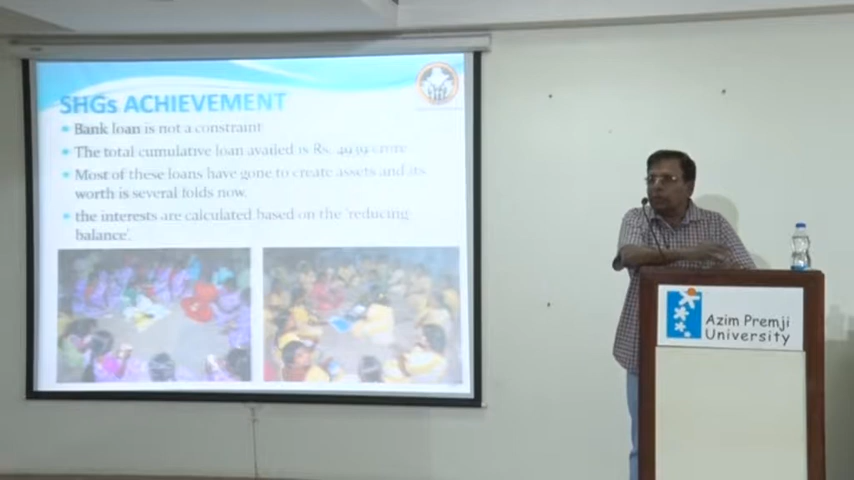 SHGs ACHIEVEMENT
Bank loan is not a constraint
The total cumulative loan availed is Rs. 4939 crore
Most of these loans have gone to create assets and its
worth is several folds now.
the interests are calculated based on the 'reducing
balance'.
Azim Premji
University